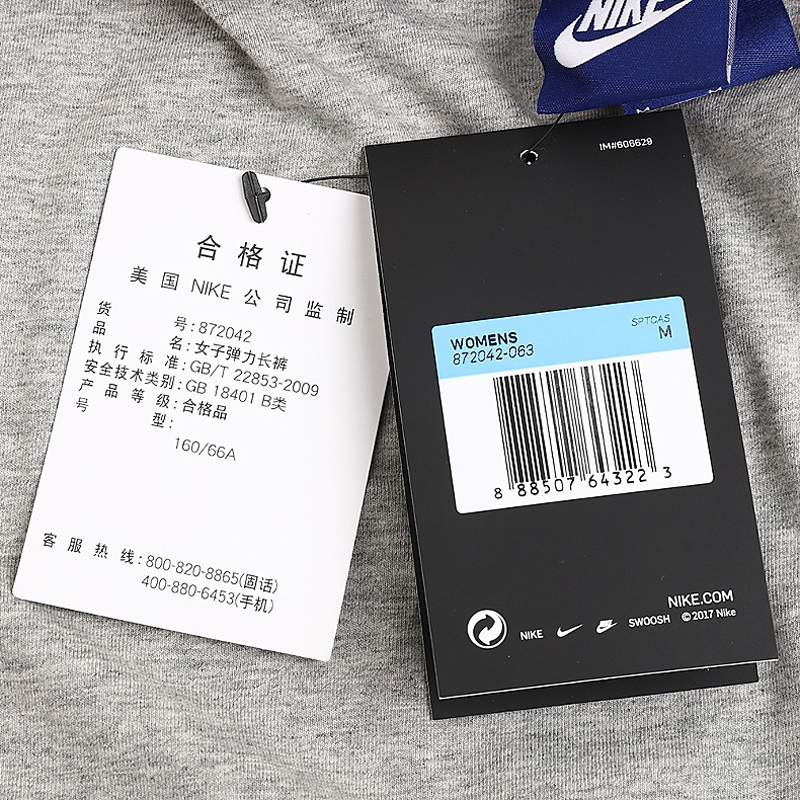 NIKE
合格证
美国 NIKE 公司监制
货号:872042
品名:女子弹力长裤
执行标准:GB/T 22853-2009
安全技术类别:GB 18401 B类
产品等级:合格品
号型:
160/66A
客服热线:800-820-8865(固话)
400-880-6453(手机)
IM#606629
WOMENS
872042-063
SPTCAS
M
8 88507 64322 3
NIKE.COM
NIKE SWOOSH © 2017 Nike